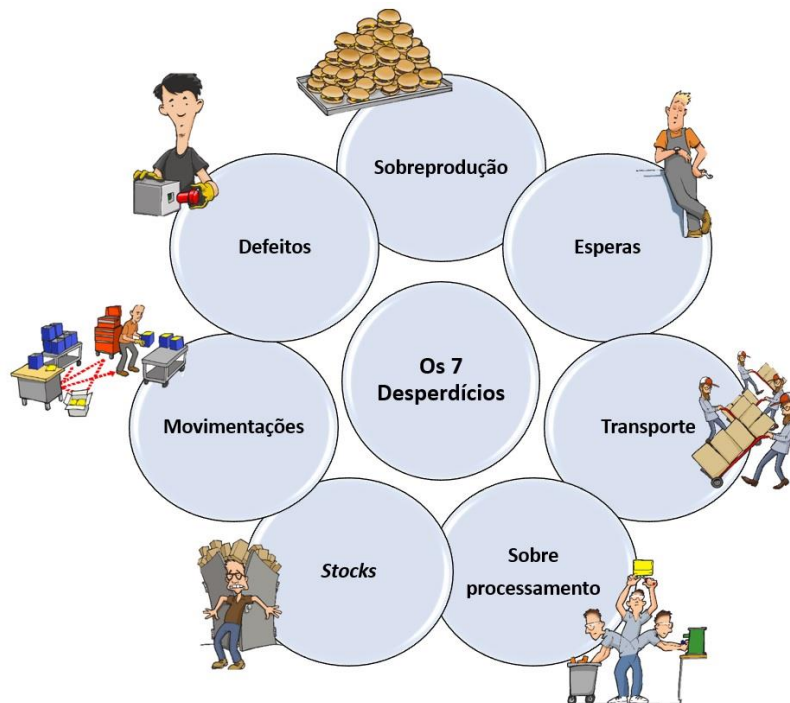 Sobreprodução
Defeitos
Esperas
Os 7
Desperdícios
Movimentações
Transporte
Stocks
Sobre
processamento